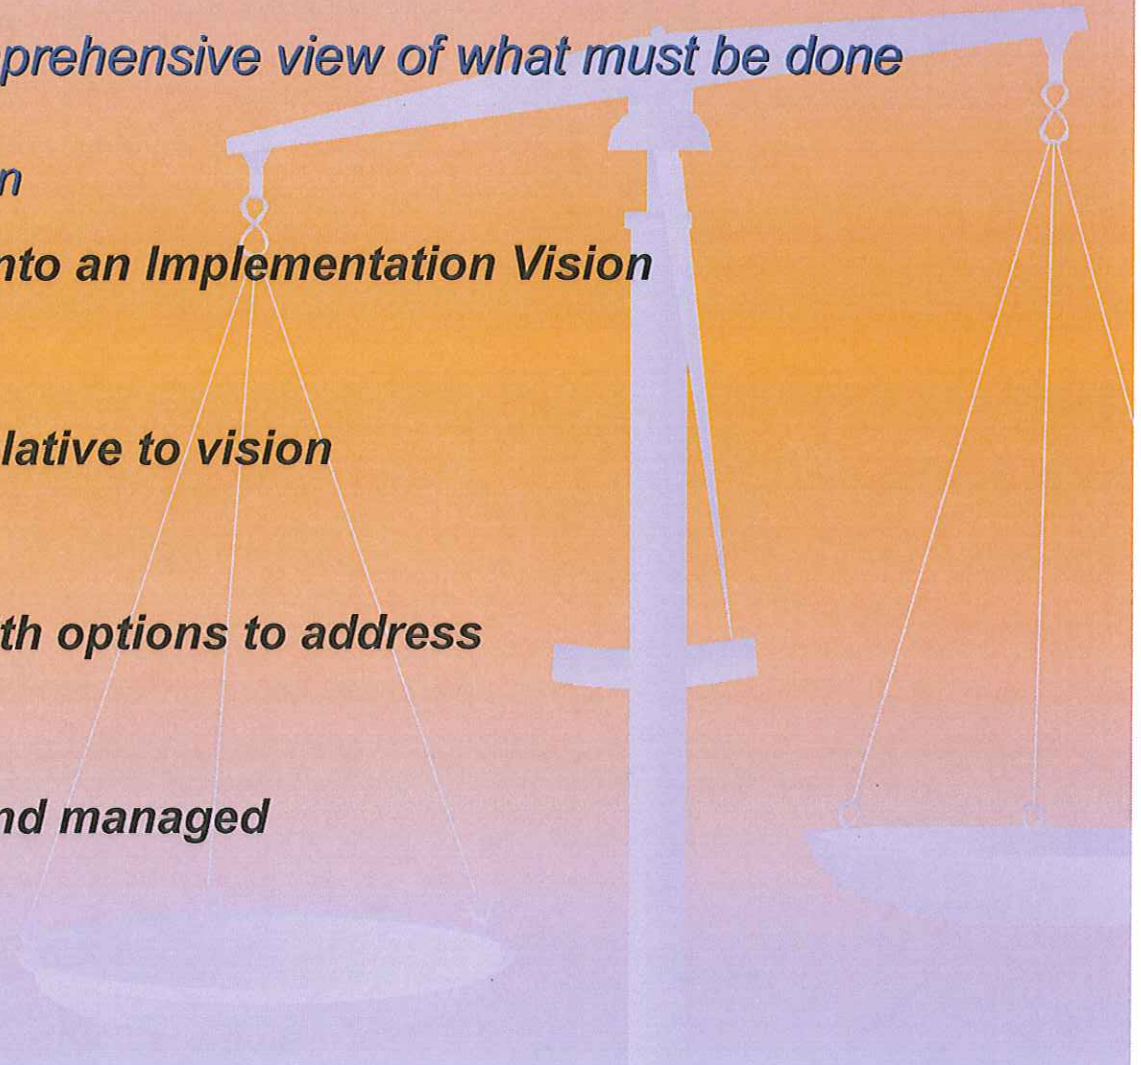 prehensive view of what must be done
n
nto an Implementation Vision
lative to vision
th options to address
nd managed